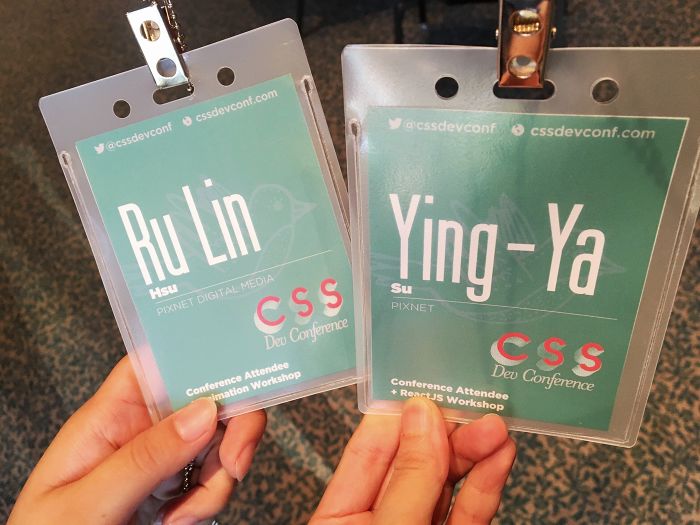 @cssdevconf cssdevconf.com
Ru Lin
Hsu
PIXNET DIGITAL MEDIA
CSS
Dev Conference
Conference Attendee
Workshop
@cssdevconf cssdevconf.com
Ying-Ya
Su
PIXNET
CSS
Dev Conference
Conference Attendee
+ ReactJS Workshop